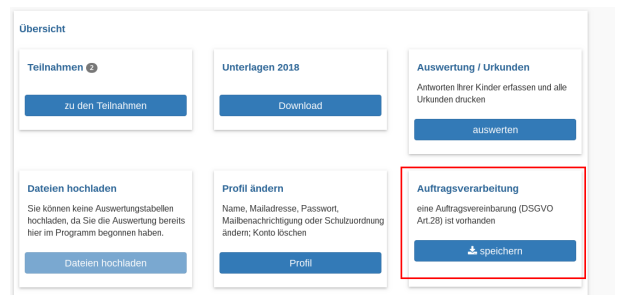 Übersicht
Teilnahmen 2
zu den Teilnahmen
Unterlagen 2018
Download
Auswertung / Urkunden
Antworten Ihrer Kinder erfassen und alle
Urkunden drucken
auswerten
Dateien hochladen
Sie können keine Auswertungstabellen
hochladen, da Sie die Auswertung bereits
hier im Programm begonnen haben.
Dateien hochladen
Profil ändern
Name, Mailadresse, Passwort,
Mailbenachrichtigung oder Schulzuordnung
ändern; Konto löschen
Profil
Auftragsverarbeitung
eine Auftragsvereinbarung (DSGVO
Art.28) ist vorhanden
speichern